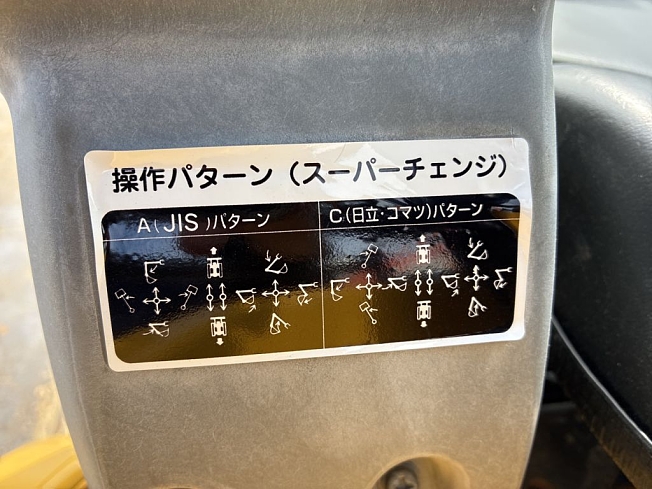 操作パターン（スーパーチェンジ）
A（JIS）パターン
C（日立・コマツ）パターン